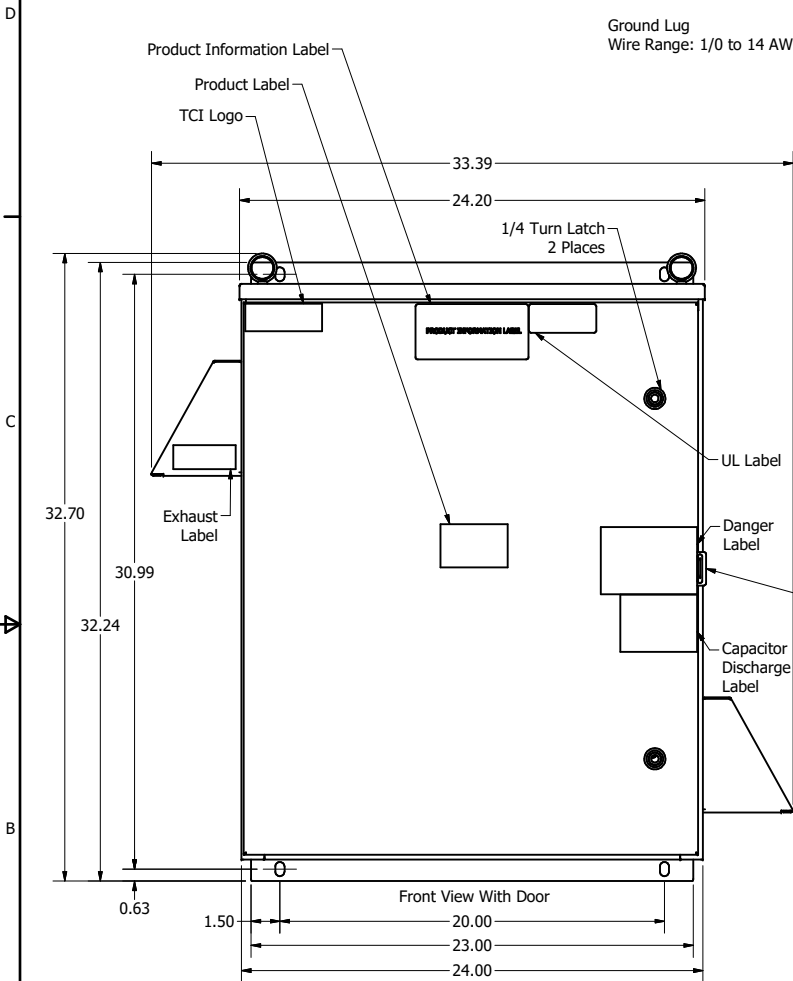 D
Ground Lug
Wire Range: 1/0 to 14 AW
Product Information Label
Product Label
TCI Logo
33.39
24.20
1/4 Turn Latch
2 Places
PRODUCT INFORMATION LABEL
C
UL Label
Exhaust
Label
32.70
Danger
Label
30.99
32.24
Capacitor
Discharge
Label
B
Front View With Door
0.63
1.50
20.00
23.00
24.00